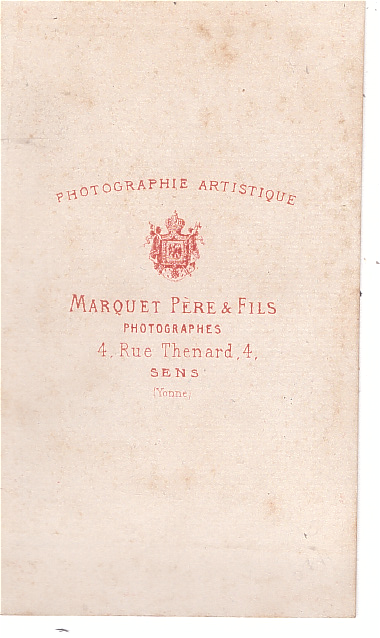 PHOTOGRAPHIE ARTISTIQUE
MARQUET PÈRE & FILS
PHOTOGRAPHES
4, Rue Thenard, 4,
SENS
(Yonne)